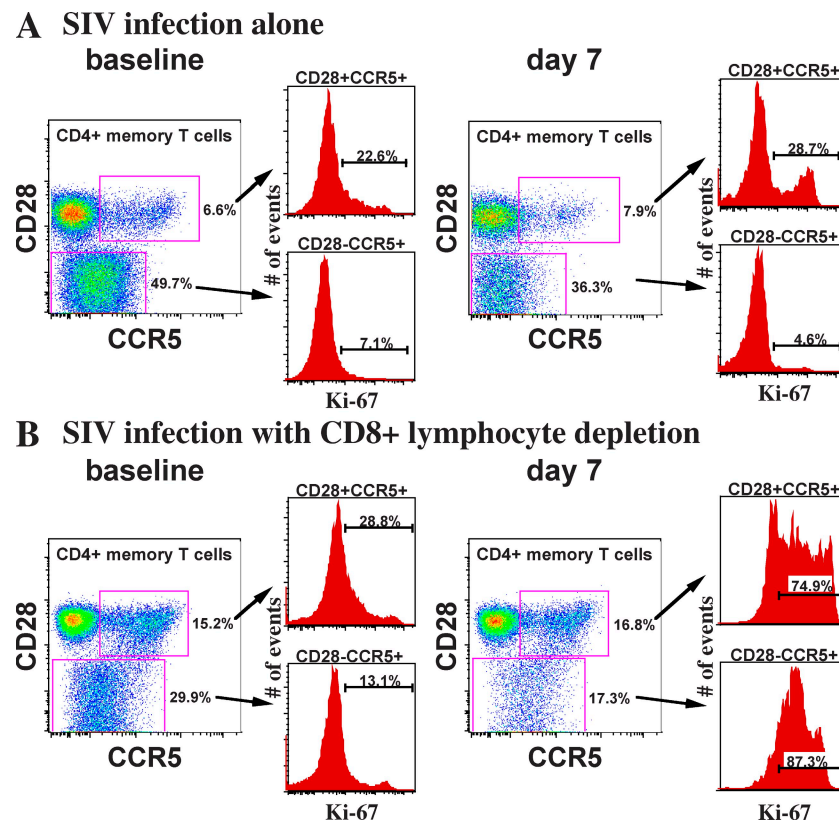 A SIV infection alone
baseline
day 7
CD28+CCR5+
CD4+ memory T cells
22.6%
6.6%
CD28
# of events
CD28-CCR5+
49.7%
7.1%
CCR5
Ki-67
CD28+CCR5+
CD4+ memory T cells
28.7%
7.9%
CD28
# of events
CD28-CCR5+
36.3%
4.6%
CCR5
Ki-67
B SIV infection with CD8+ lymphocyte depletion
baseline
day 7
CD28+CCR5+
CD4+ memory T cells
28.8%
15.2%
CD28
# of events
CD28-CCR5+
29.9%
13.1%
CCR5
Ki-67
CD28+CCR5+
CD4+ memory T cells
74.9%
16.8%
CD28
# of events
CD28-CCR5+
17.3%
87.3%
CCR5
Ki-67